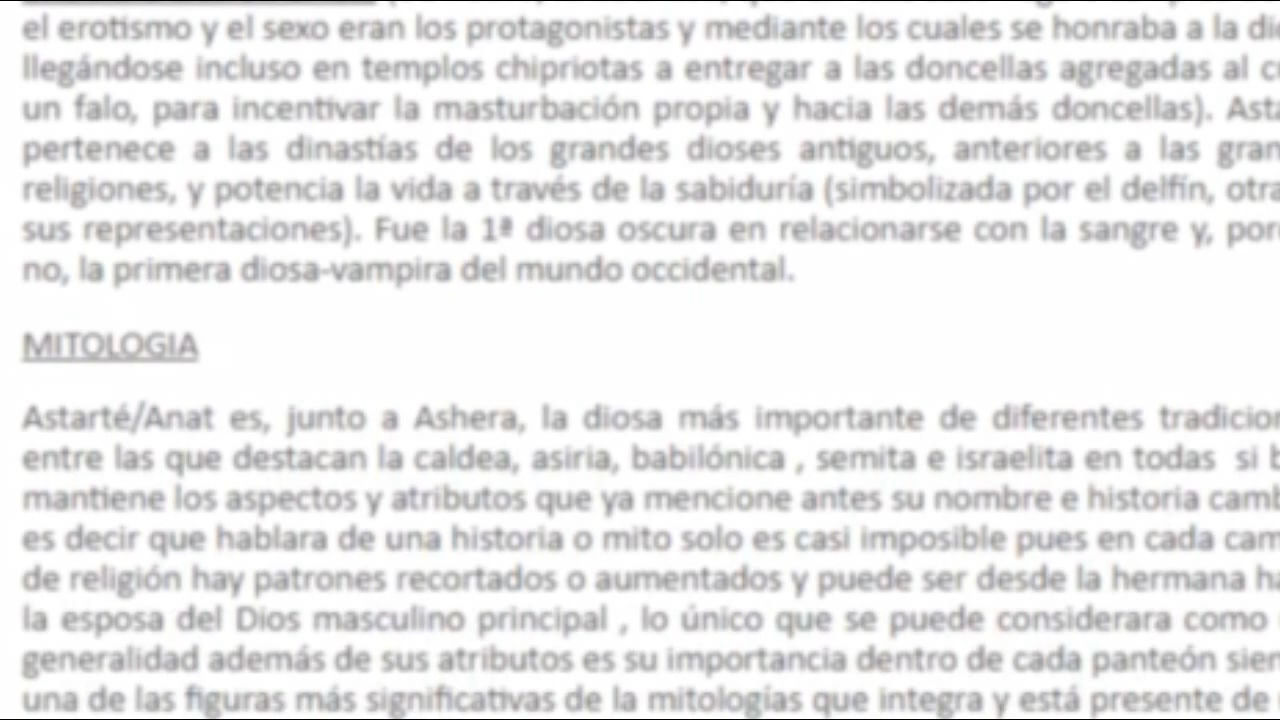 el erotismo y el sexo eran los protagonistas y mediante los cuales se honraba a la
llegándose incluso en templos chipriotas a entregar a las doncellas agregadas al
un falo, para incentivar la masturbación propia y hacia las demás doncellas). Asta
pertenece a las dinastías de los grandes dioses antiguos, anteriores a las gran
religiones, y potencia la vida a través de la sabiduría (simbolizada por el delfín, otra
sus representaciones). Fue la 1ª diosa oscura en relacionarse con la sangre y, por
no, la primera diosa-vampira del mundo occidental.
MITOLOGIA
Astarté/Anat es, junto a Ashera, la diosa más importante de diferentes tradicion
entre las que destacan la caldea, asiria, babilónica , semita e israelita en todas si b
mantiene los aspectos y atributos que ya mencione antes su nombre e historia camb
es decir que hablara de una historia o mito solo es casi imposible pues en cada cam
de religión hay patrones recortados o aumentados y puede ser desde la hermana ha
la esposa del Dios masculino principal , lo único que se puede considerara como
generalidad además de sus atributos es su importancia dentro de cada panteón sien
una de las figuras más significativas de la mitologías que integra y está presente de